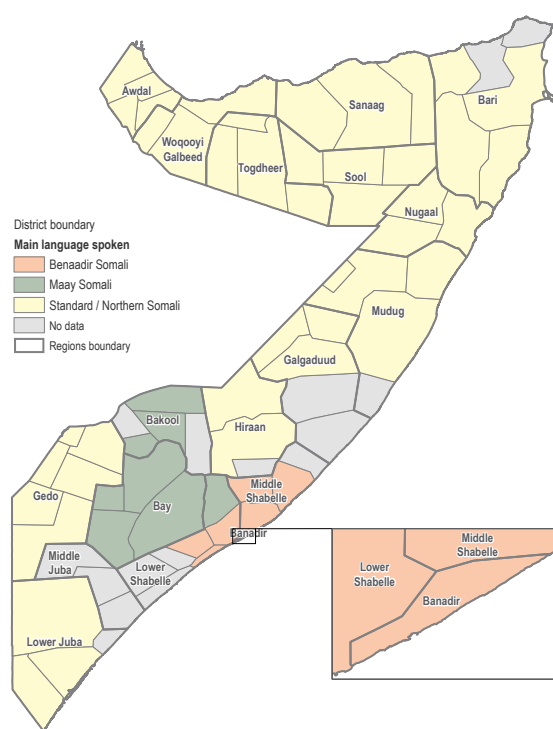 Awdal
Woqooyi
Galbeed
Togdheer
Sanaag
Sool
Bari
Nugaal
Mudug
Galgaduud
Hiraan
District boundary
Main language spoken
Benaadir Somali
Maay Somali
Standard / Northern Somali
No data
Regions boundary
Bakool
Gedo
Bay
Middle
Shabelle
Banadir
Middle
Juba
Lower
Shabelle
Lower Juba
Middle
Shabelle
Lower
Shabelle
Banadir